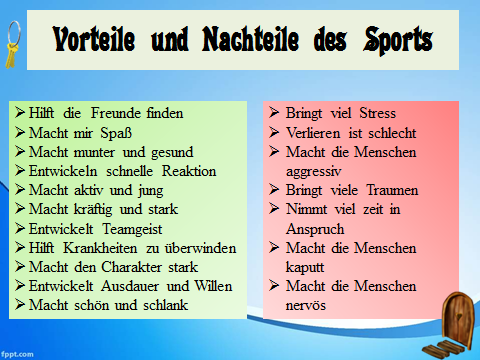 Vorteile und Nachteile des Sports
➢Hilft die Freunde finden
➢Macht mir Spaß
➢Macht munter und gesund
➢Entwickeln schnelle Reaktion
➢Macht aktiv und jung
➢Macht kräftig und stark
➢Entwickelt Teamgeist
➢Hilft Krankheiten zu überwinden
➢Macht den Charakter stark
➢Entwickelt Ausdauer und Willen
➢Macht schön und schlank
➢ Bringt viel Stress
➢ Verlieren ist schlecht
➢ Macht die Menschen
aggressiv
➢ Bringt viele Traumen
➢ Nimmt viel zeit in
Anspruch
➢ Macht die Menschen
kaputt
➢ Macht die Menschen
nervös
fppt.com